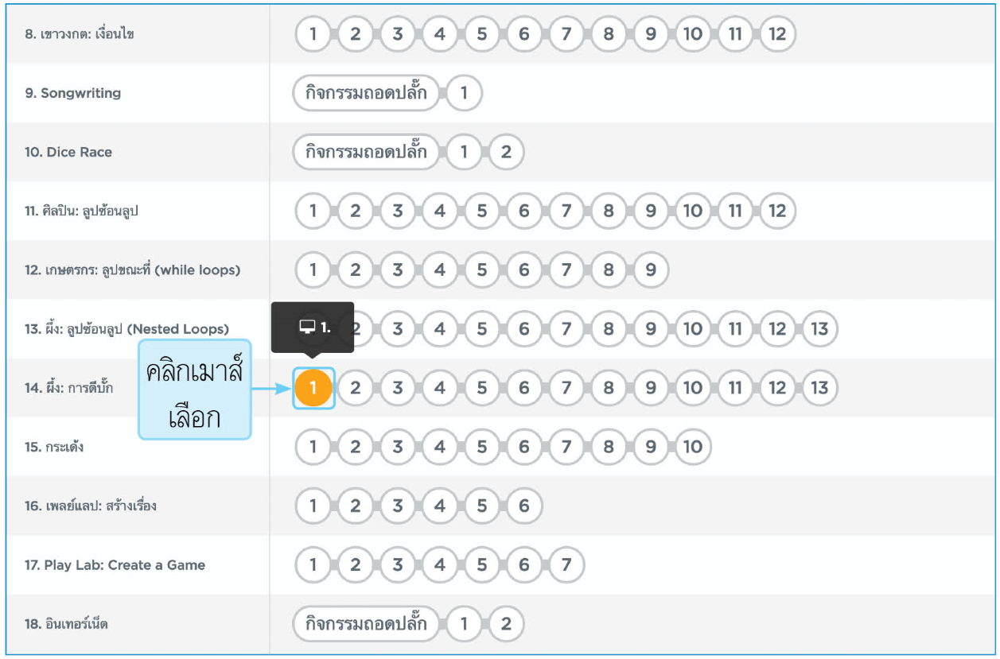 8. เขาวงกต: เงื่อนไข 1 2 3 4 5 6 7 8 9 10 11 12
9. Songwriting กิจกรรมถอดปลั๊ก 1
10. Dice Race กิจกรรมถอดปลั๊ก 1 2
11. ศิลปิน: ลูปซ้อนลูป 1 2 3 4 5 6 7 8 9 10 11 12
12. เกษตรกร: ลูปขณะที่ (while loops) 1 2 3 4 5 6 7 8 9
13. ผึ้ง: ลูปซ้อนลูป (Nested Loops) 1. 2 3 4 5 6 7 8 9 10 11 12 13
คลิกเมาส์
เลือก
14. ผึ้ง: การดีบั๊ก 1 2 3 4 5 6 7 8 9 10 11 12 13
15. กระเด้ง 1 2 3 4 5 6 7 8 9 10
16. เพลย์แลป: สร้างเรื่อง 1 2 3 4 5 6
17. Play Lab: Create a Game 1 2 3 4 5 6 7
18. อินเทอร์เน็ต กิจกรรมถอดปลั๊ก 1 2